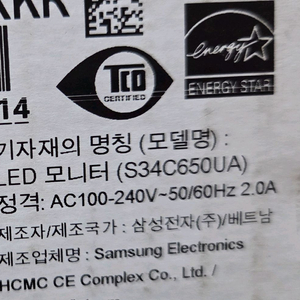 14
TCO
CERTIFIED
energy
ENERGY STAR
기자재의 명칭 (모델명) :
LED 모니터 (S34C650UA)
정격: AC100-240V~50/60Hz 2.0A
제조자/제조국가 : 삼성전자(주)/베트남
제조업체명 : Samsung Electronics
HCMC CE Complex Co., Ltd. /